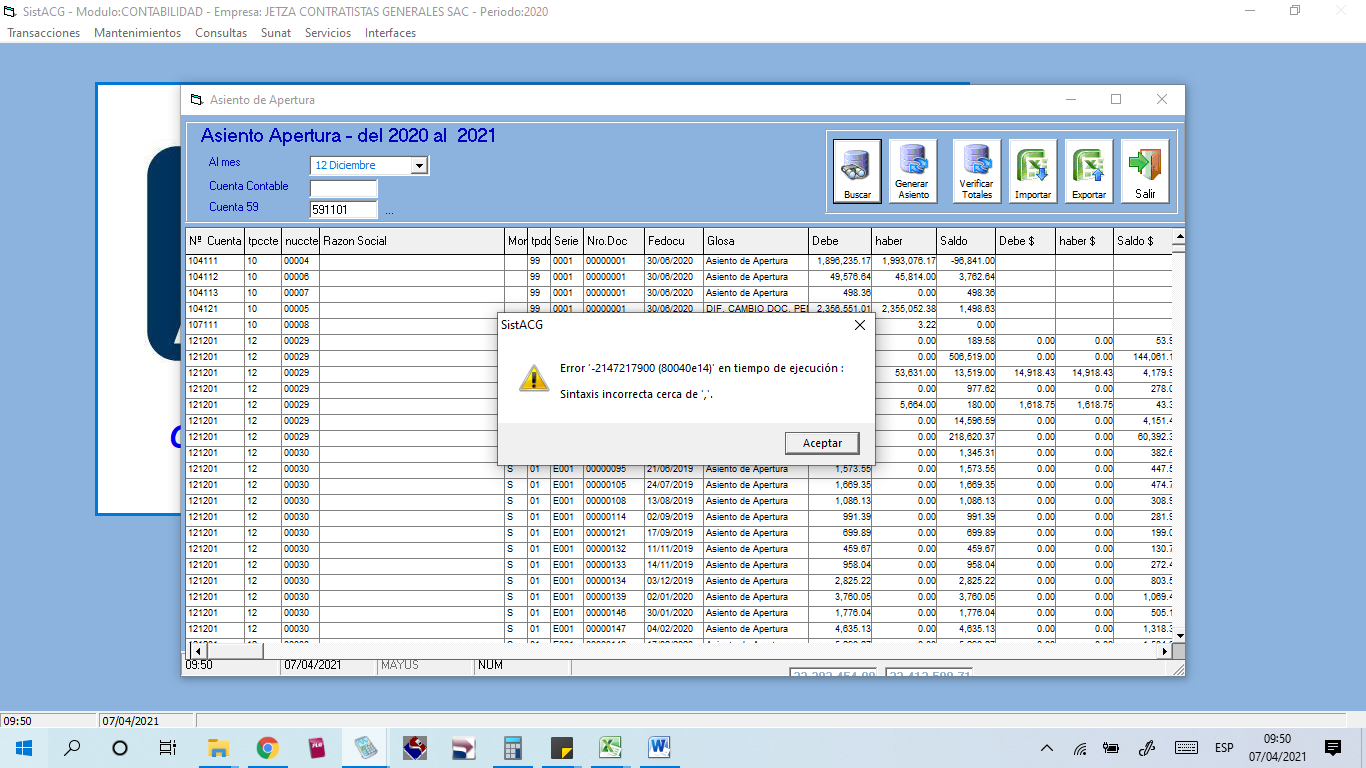 SistACG - Modulo:CONTABILIDAD - Empresa: JETZA CONTRATISTAS GENERALES SAC - Periodo:2020
Transacciones Mantenimientos Consultas Sunat Servicios Interfaces
Asiento de Apertura
Asiento Apertura - del 2020 al 2021
Al mes 12 Diciembre
Cuenta Contable
Cuenta 59 591101 ...
Buscar Generar Asiento Verificar Totales Importar Exportar Salir
Nº Cuenta tpccte nuccte Razon Social Mor tpdc Serie Nro.Doc Fedocu Glosa Debe haber Saldo Debe $ haber $ Saldo $
104111 10 00004 99 0001 00000001 30/06/2020 Asiento de Apertura 1,896,235.17 1,993,076.17 -96,841.00
104112 10 00006 99 0001 00000001 30/06/2020 Asiento de Apertura 49,576.64 45,814.00 3,762.64
104113 10 00007 99 0001 00000001 30/06/2020 Asiento de Apertura 498.36 0.00 498.36
104121 10 00005 99 0001 00000001 30/06/2020 DIF. CAMBIO DOC. PEN 2,356,551.01 2,355,052.38 1,498.63
107111 10 00008 3.22 0.00
121201 12 00029 0.00 189.58 0.00 0.00 53.9
121201 12 00029 0.00 506,519.00 0.00 0.00 144,061.1
121201 12 00029 53,631.00 13,519.00 14,918.43 14,918.43 4,179.9
121201 12 00029 0.00 977.62 0.00 0.00 278.0
121201 12 00029 5,664.00 180.00 1,618.75 1,618.75 43.3
121201 12 00029 0.00 14,596.59 0.00 0.00 4,151.4
121201 12 00029 0.00 218,620.37 0.00 0.00 60,392.3
121201 12 00030 0.00 1,345.31 0.00 0.00 382.6
121201 12 00030 S 01 E001 00000095 21/06/2019 Asiento de Apertura 1,573.55 0.00 1,573.55 0.00 0.00 447.5
121201 12 00030 S 01 E001 00000105 24/07/2019 Asiento de Apertura 1,669.35 0.00 1,669.35 0.00 0.00 474.7
121201 12 00030 S 01 E001 00000108 13/08/2019 Asiento de Apertura 1,086.13 0.00 1,086.13 0.00 0.00 308.9
121201 12 00030 S 01 E001 00000114 02/09/2019 Asiento de Apertura 991.39 0.00 991.39 0.00 0.00 281.9
121201 12 00030 S 01 E001 00000121 17/09/2019 Asiento de Apertura 699.89 0.00 699.89 0.00 0.00 199.0
121201 12 00030 S 01 E001 00000132 11/11/2019 Asiento de Apertura 459.67 0.00 459.67 0.00 0.00 130.7
121201 12 00030 S 01 E001 00000133 14/11/2019 Asiento de Apertura 958.04 0.00 958.04 0.00 0.00 272.4
121201 12 00030 S 01 E001 00000134 03/12/2019 Asiento de Apertura 2,825.22 0.00 2,825.22 0.00 0.00 803.5
121201 12 00030 S 01 E001 00000139 02/01/2020 Asiento de Apertura 3,760.05 0.00 3,760.05 0.00 0.00 1,069.4
121201 12 00030 S 01 E001 00000146 30/01/2020 Asiento de Apertura 1,776.04 0.00 1,776.04 0.00 0.00 505.1
121201 12 00030 S 01 E001 00000147 04/02/2020 Asiento de Apertura 4,635.13 0.00 4,635.13 0.00 0.00 1,318.3
SistACG
Error '-2147217900 (80040e14)' en tiempo de ejecución :
Sintaxis incorrecta cerca de ','.
Aceptar
09:50 07/04/2021 MAYUS NUM
09:50 07/04/2021
ESP 09:50
07/04/2021